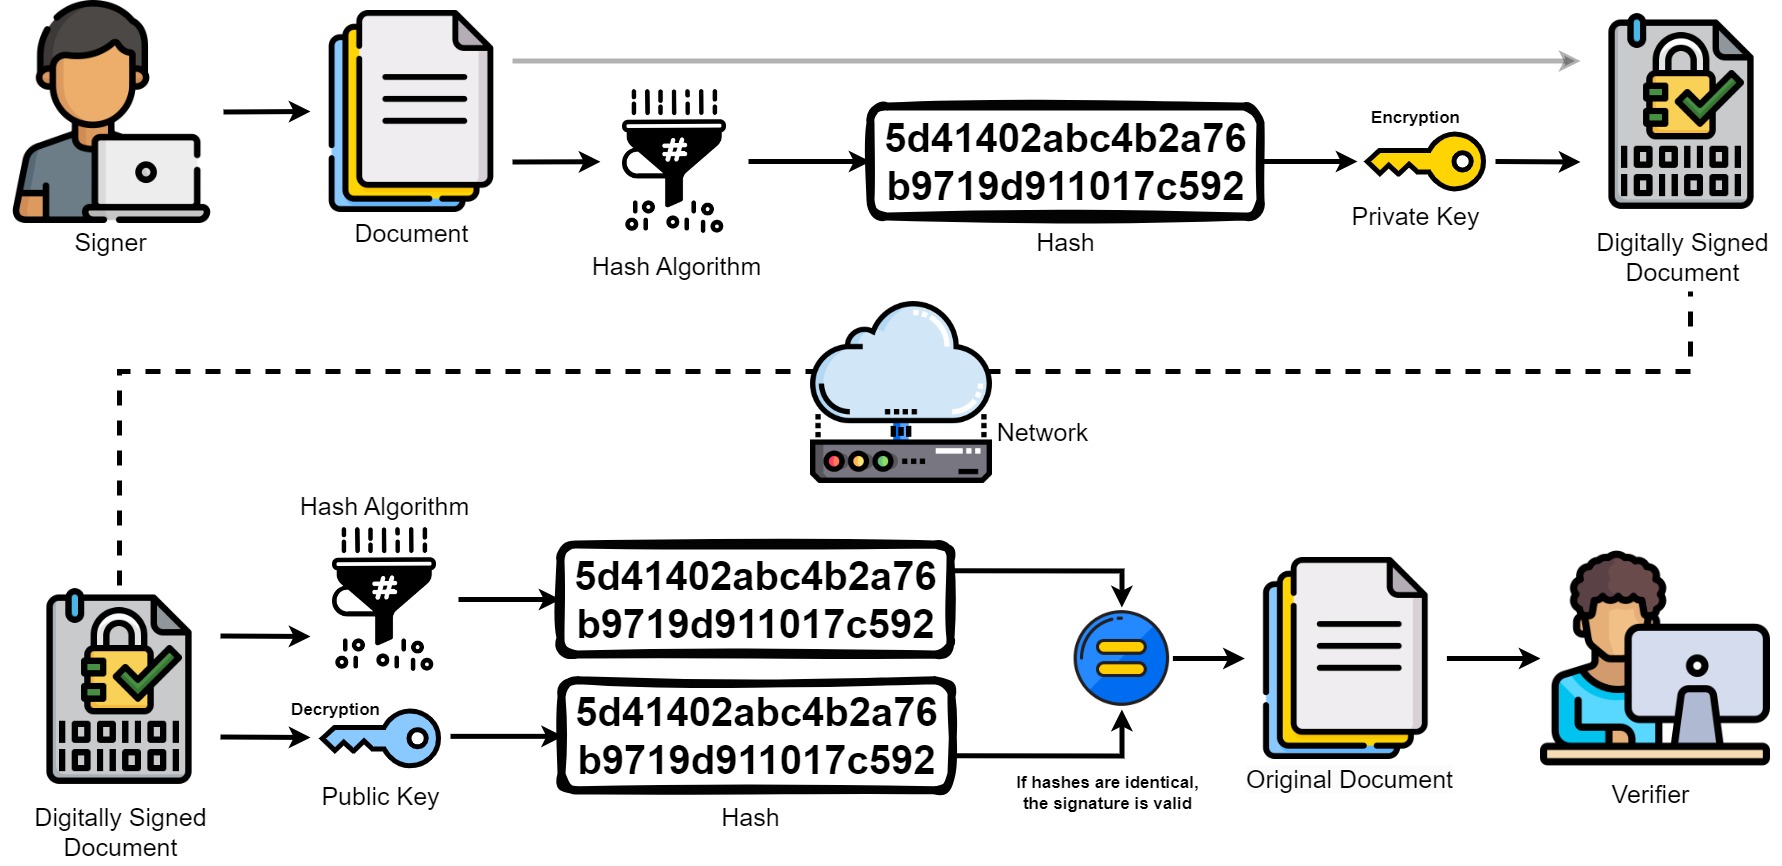 Encryption
5d41402abc4b2a76
b9719d911017c592
#
Signer
Document
Hash Algorithm
Hash
Private Key
Digitally Signed
Document
Network
Hash Algorithm
#
5d41402abc4b2a76
b9719d911017c592
Decryption
5d41402abc4b2a76
b9719d911017c592
If hashes are identical,
the signature is valid
Original Document
Verifier
Public Key
Hash
Digitally Signed
Document